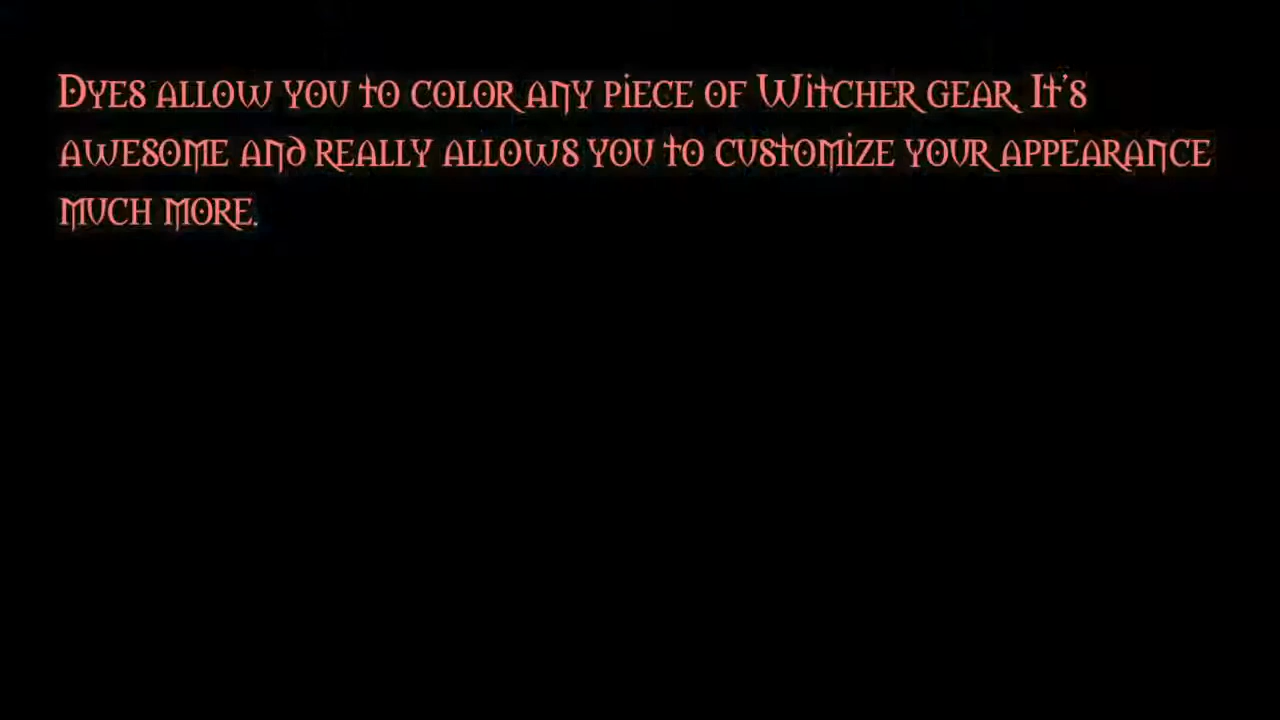 Dyes allow you to color any piece of Witcher gear. It's
awesome and really allows you to customize your appearance
much more.